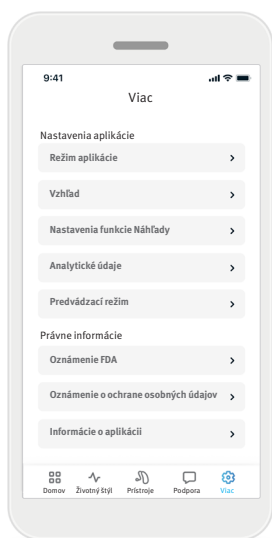 9:41
Viac
Nastavenia aplikácie
Režim aplikácie
Vzhľad
Nastavenia funkcie Náhľady
Analytické údaje
Predvádzací režim
Právne informácie
Oznámenie FDA
Oznámenie o ochrane osobných údajov
Informácie o aplikácii
Domov Životný štýl Prístroje Podpora Viac